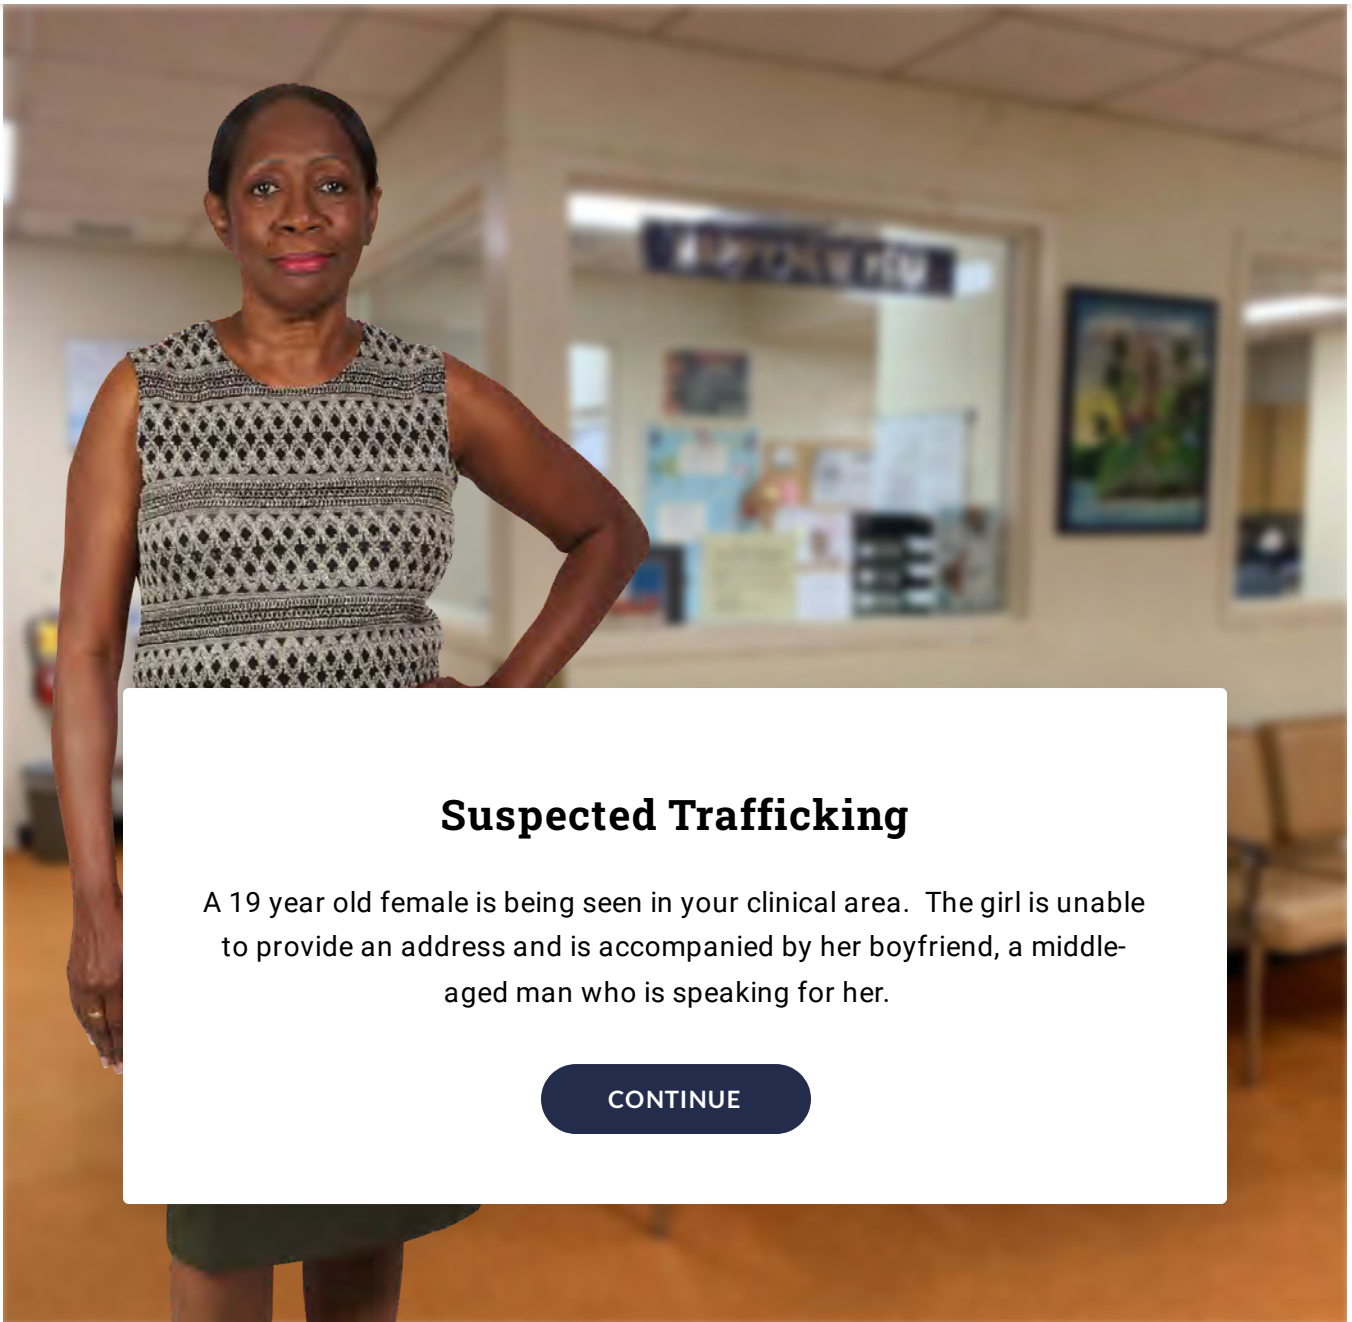 Suspected Trafficking
A 19 year old female is being seen in your clinical area.  The girl is unable
to provide an address and is accompanied by her boyfriend, a middle-
aged man who is speaking for her.
CONTINUE